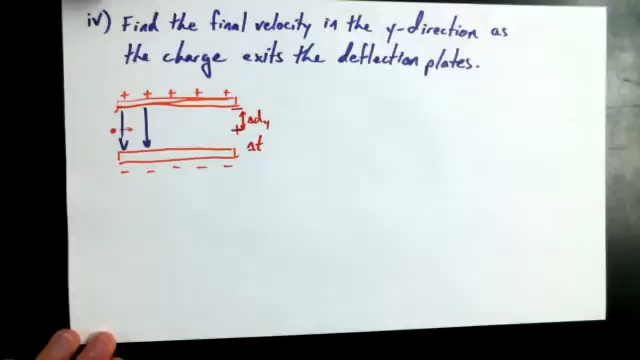 iv) Find the final velocity in the y-direction as
the charge exits the deflection plates.
+ + + + +
Δdy
Δt
- - - - -